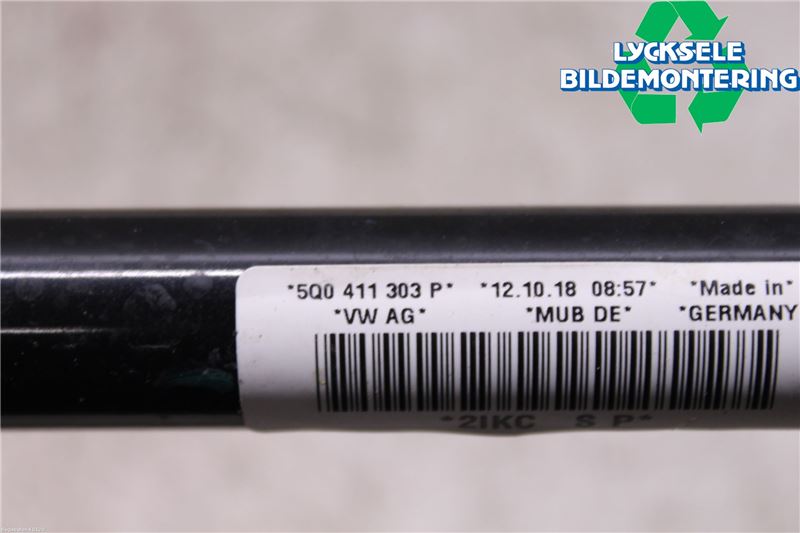 LYCKSELE
BILDEMONTERING
*5Q0 411 303 P* *12.10.18 08:57* *Made in*
*VW AG* *MUB DE* *GERMANY
*2IKC S P*